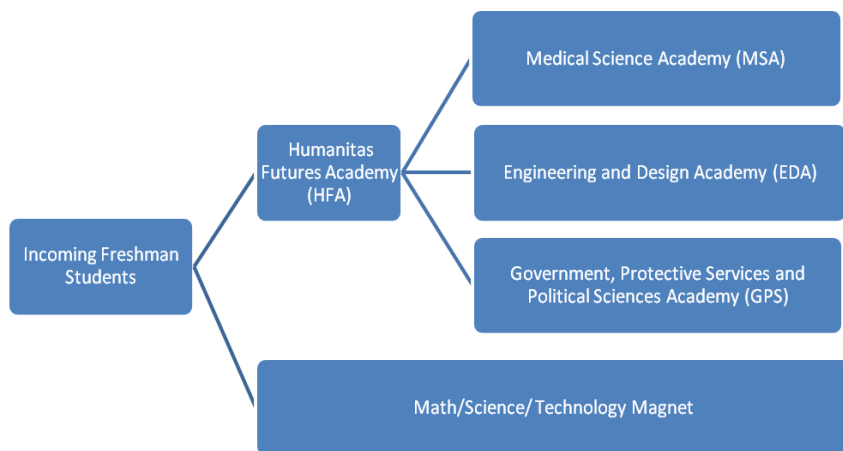 Medical Science Academy (MSA)
Humanitas
Futures Academy
(HFA)
Engineering and Design Academy (EDA)
Incoming Freshman
Students
Government, Protective Services and
Political Sciences Academy (GPS)
Math/Science/ Technology Magnet